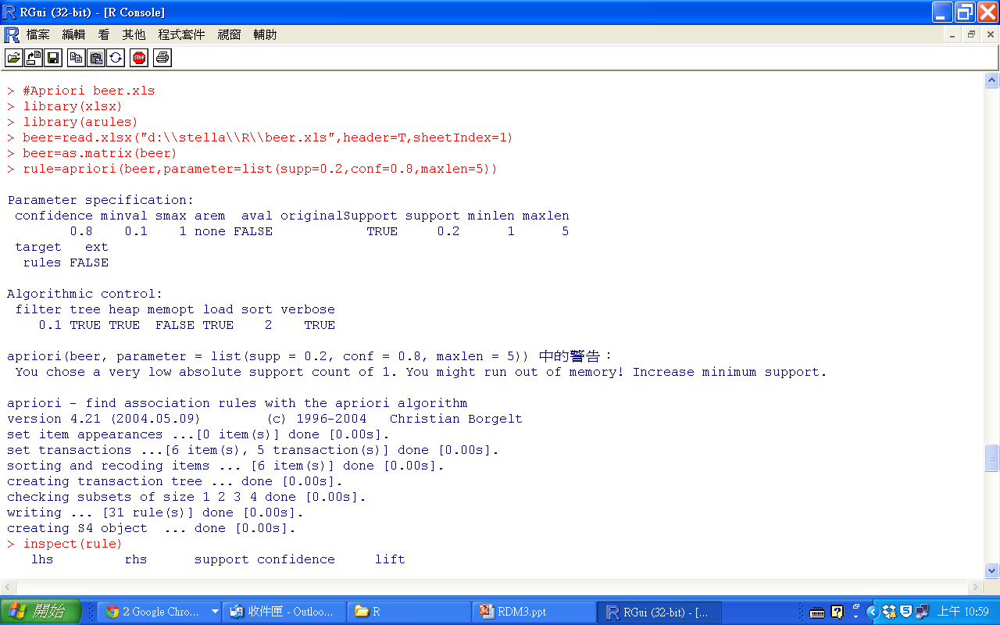 RGui (32-bit) - [R Console]
檔案 編輯 看 其他 程式套件 視窗 輔助
STOP
> #Apriori beer.xls
> library(xlsx)
> library(arules)
> beer=read.xlsx("d:\\stella\\R\\beer.xls",header=T,sheetIndex=1)
> beer=as.matrix(beer)
> rule=apriori(beer,parameter=list(supp=0.2,conf=0.8,maxlen=5))
Parameter specification:
confidence minval smax arem aval originalSupport support minlen maxlen
0.8 0.1 1 none FALSE TRUE 0.2 1 5
target ext
rules FALSE
Algorithmic control:
filter tree heap memopt load sort verbose
0.1 TRUE TRUE FALSE TRUE 2 TRUE
apriori(beer, parameter = list(supp = 0.2, conf = 0.8, maxlen = 5)) 中的警告：
You chose a very low absolute support count of 1. You might run out of memory! Increase minimum support.
apriori - find association rules with the apriori algorithm
version 4.21 (2004.05.09) (c) 1996-2004 Christian Borgelt
set item appearances ...[0 item(s)] done [0.00s].
set transactions ...[6 item(s), 5 transaction(s)] done [0.00s].
sorting and recoding items ... [6 item(s)] done [0.00s].
creating transaction tree ... done [0.00s].
checking subsets of size 1 2 3 4 done [0.00s].
writing ... [31 rule(s)] done [0.00s].
creating S4 object ... done [0.00s].
> inspect(rule)
lhs rhs support confidence lift
開始 2 Google Chro... 收件匣 - Outloo... R RDM3.ppt RGui (32-bit) - [... 上午 10:59